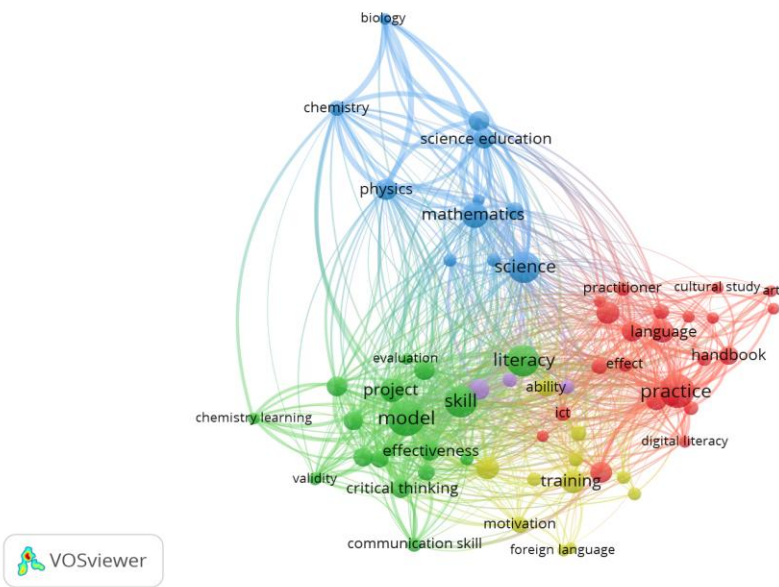 biology
chemistry
science education
physics
mathematics
science
practitioner
cultural study
art
language
handbook
effect
evaluation
literacy
ability
project
skill
practice
model
ict
chemistry learning
digital literacy
effectiveness
training
validity
critical thinking
motivation
communication skill
foreign language
VOSviewer